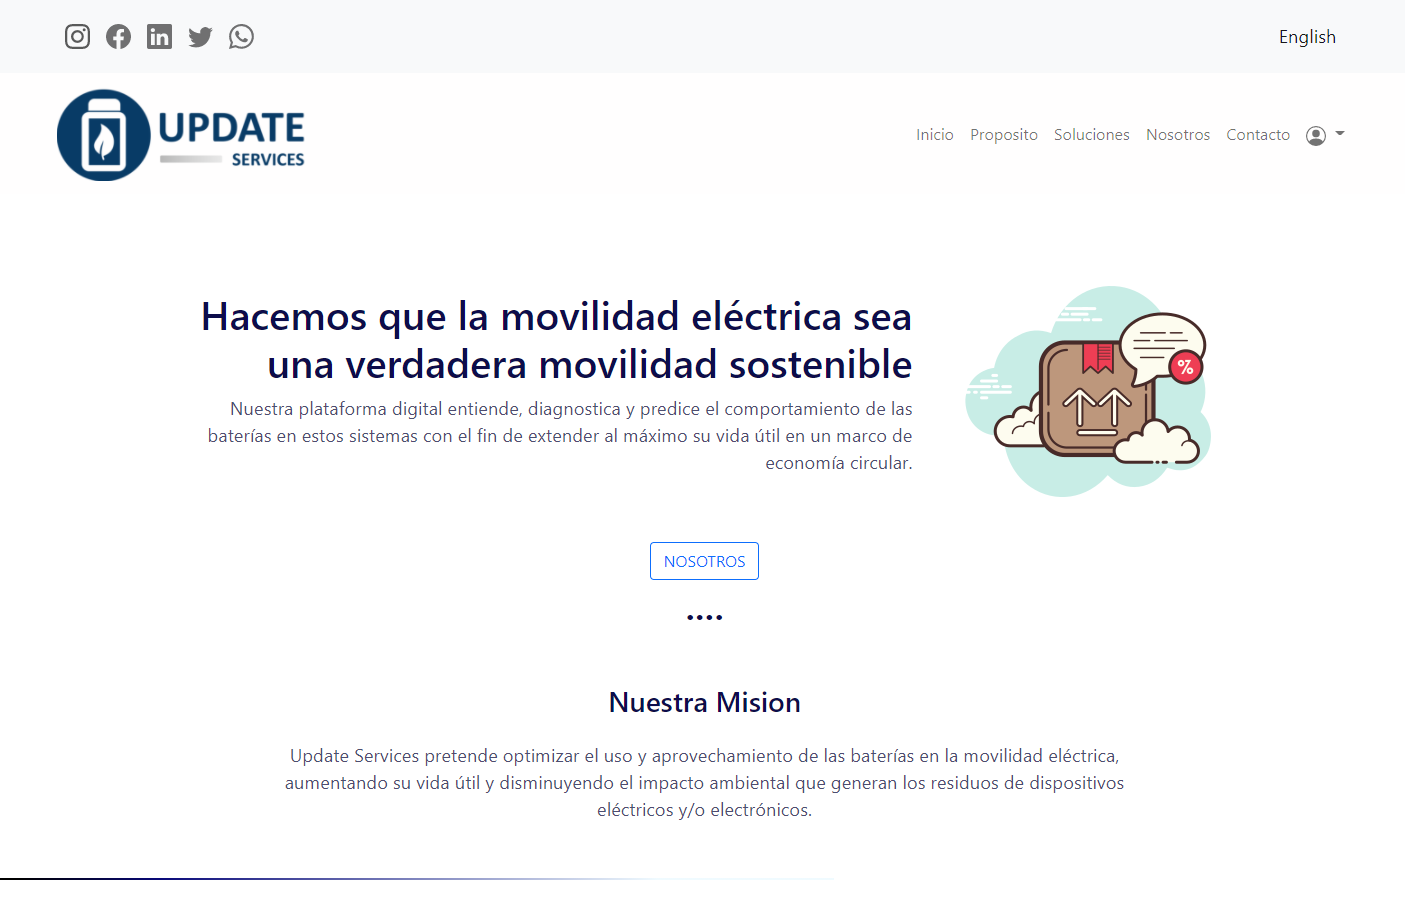 English
UPDATE
SERVICES
Inicio Proposito Soluciones Nosotros Contacto
Hacemos que la movilidad eléctrica sea
una verdadera movilidad sostenible
Nuestra plataforma digital entiende, diagnostica y predice el comportamiento de las
baterías en estos sistemas con el fin de extender al máximo su vida útil en un marco de
economía circular.
%
NOSOTROS
....
Nuestra Mision
Update Services pretende optimizar el uso y aprovechamiento de las baterías en la movilidad eléctrica,
aumentando su vida útil y disminuyendo el impacto ambiental que generan los residuos de dispositivos
eléctricos y/o electrónicos.